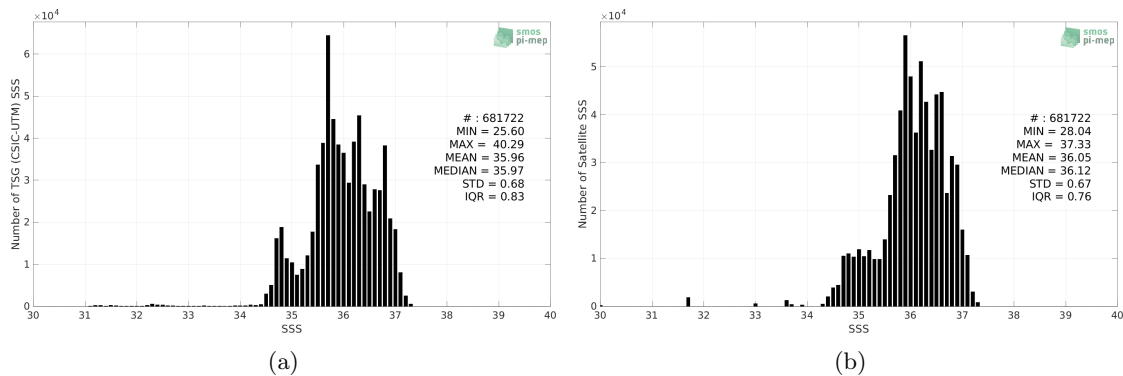 ×10⁴
Number of TSG (CSIC-UTM) SSS
6
5
4
3
2
1
0
30 31 32 33 34 35 36 37 38 39 40
SSS
smos
pi-mep
# : 681722
MIN = 25.60
MAX = 40.29
MEAN = 35.96
MEDIAN = 35.97
STD = 0.68
IQR = 0.83
(a)
×10⁴
Number of Satellite SSS
5
4
3
2
1
0
30 31 32 33 34 35 36 37 38 39 40
SSS
smos
pi-mep
# : 681722
MIN = 28.04
MAX = 37.33
MEAN = 36.05
MEDIAN = 36.12
STD = 0.67
IQR = 0.76
(b)